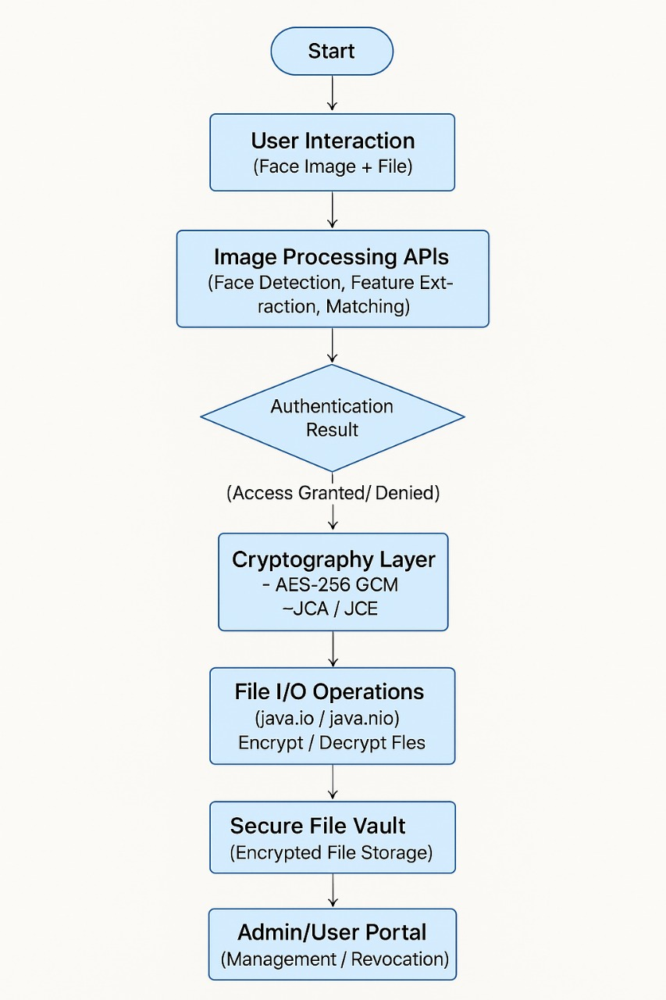 Start
User Interaction
(Face Image + File)
Image Processing APIs
(Face Detection, Feature Ext-
raction, Matching)
Authentication
Result
(Access Granted/ Denied)
Cryptography Layer
- AES-256 GCM
~JCA / JCE
File I/O Operations
(java.io / java.nio)
Encrypt / Decrypt Fles
Secure File Vault
(Encrypted File Storage)
Admin/User Portal
(Management / Revocation)